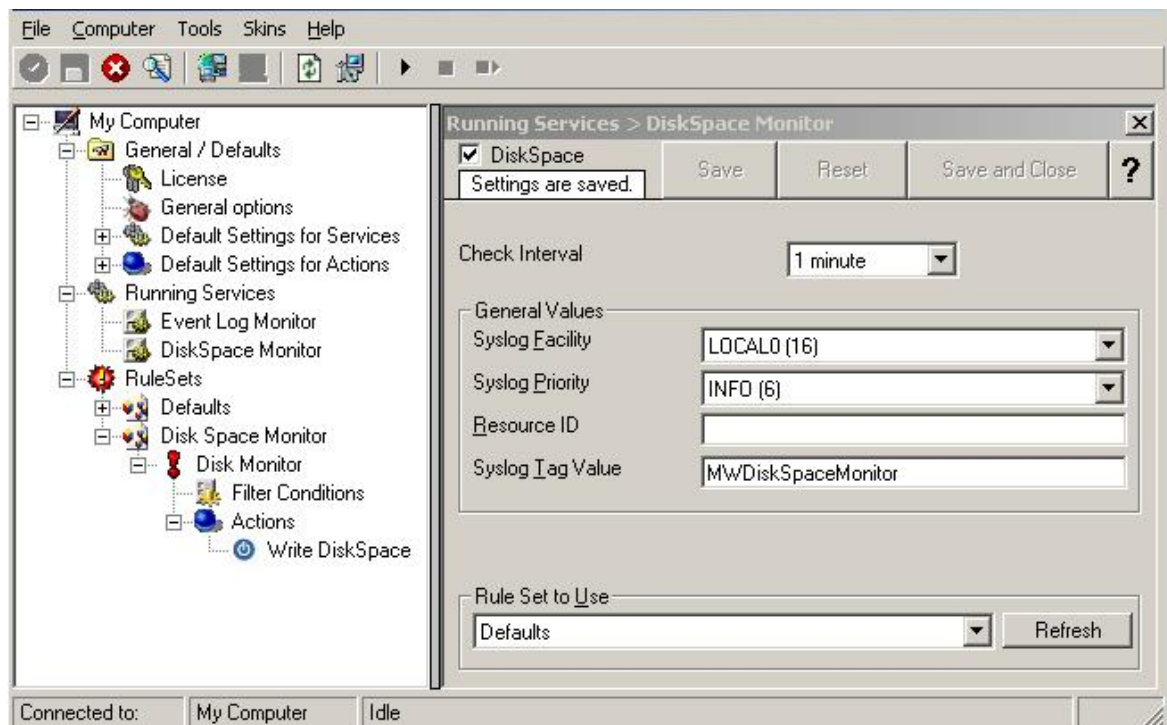 File Computer Tools Skins Help
My Computer
General / Defaults
License
General options
Default Settings for Services
Default Settings for Actions
Running Services
Event Log Monitor
DiskSpace Monitor
RuleSets
Defaults
Disk Space Monitor
Disk Monitor
Filter Conditions
Actions
Write DiskSpace
Running Services > DiskSpace Monitor
DiskSpace Save Reset Save and Close ?
Settings are saved.
Check Interval 1 minute
General Values
Syslog Facility LOCAL0 (16)
Syslog Priority INFO (6)
Resource ID
Syslog Tag Value MWDiskSpaceMonitor
Rule Set to Use
Defaults Refresh
Connected to: My Computer Idle